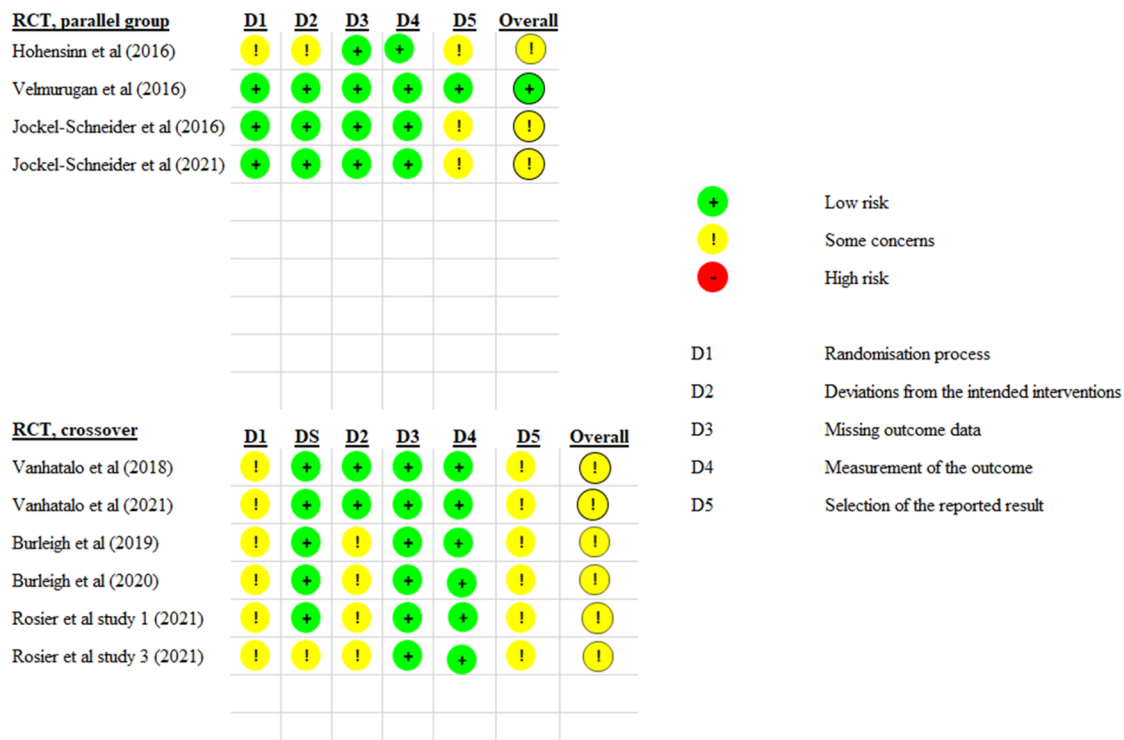 RCT, parallel group D1 D2 D3 D4 D5 Overall
Hohensinn et al (2016) ! ! + + ! !
Velmurugan et al (2016) + + + + + +
Jockel-Schneider et al (2016) + + + + ! !
Jockel-Schneider et al (2021) + + + + ! !
+ Low risk
! Some concerns
- High risk
D1 Randomisation process
D2 Deviations from the intended interventions
D3 Missing outcome data
D4 Measurement of the outcome
D5 Selection of the reported result
RCT, crossover D1 DS D2 D3 D4 D5 Overall
Vanhatalo et al (2018) ! + + + + ! !
Vanhatalo et al (2021) ! + + + + ! !
Burleigh et al (2019) ! + ! + + ! !
Burleigh et al (2020) ! + ! + + ! !
Rosier et al study 1 (2021) ! + ! + + ! !
Rosier et al study 3 (2021) ! ! ! + + ! !